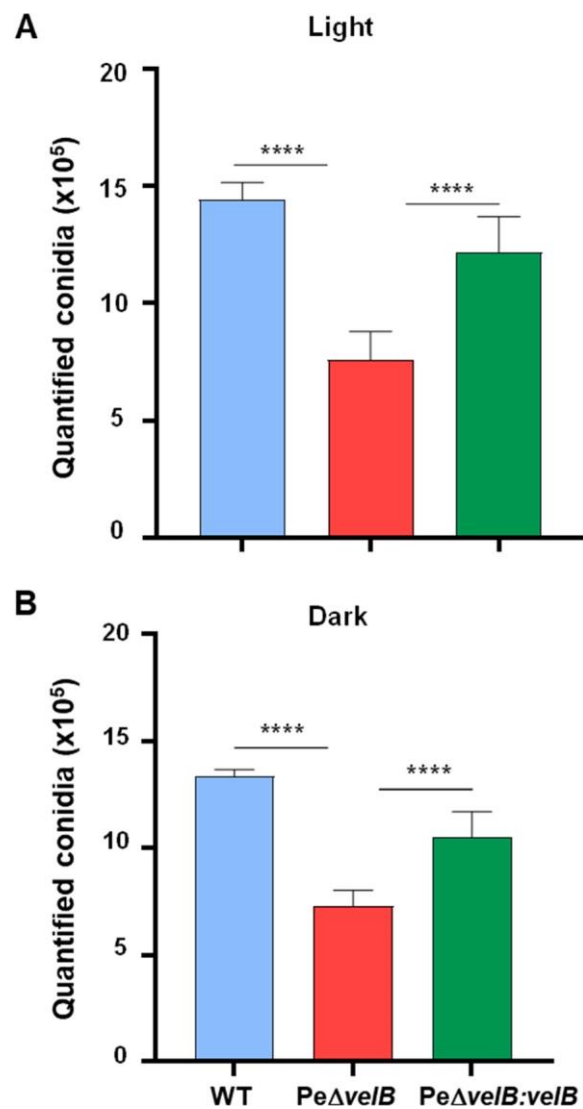 A
Light
Quantified conidia (x10⁵)
20
15
10
5
0
****
****
B
Dark
Quantified conidia (x10⁵)
20
15
10
5
0
****
****
WT PeΔvelB PeΔvelB:velB